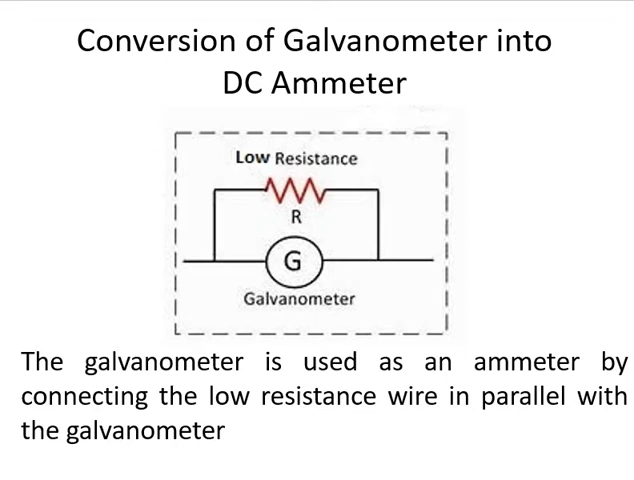 Conversion of Galvanometer into
DC Ammeter
Low Resistance
R
G
Galvanometer
The galvanometer is used as an ammeter by
connecting the low resistance wire in parallel with
the galvanometer